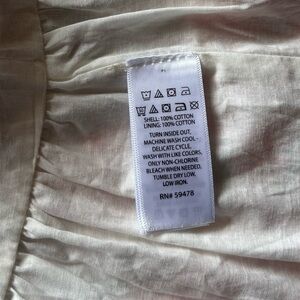 SHELL: 100% COTTON
LINING: 100% COTTON
TURN INSIDE OUT.
MACHINE WASH COOL -
DELICATE CYCLE.
WASH WITH LIKE COLORS.
ONLY NON-CHLORINE
BLEACH WHEN NEEDED,
TUMBLE DRY LOW,
LOW IRON.
RN# 59478